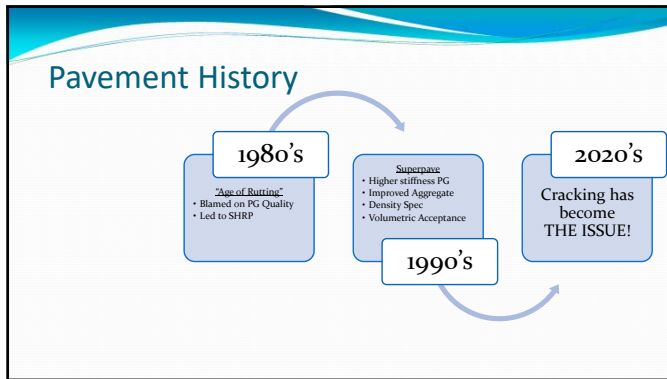 Pavement History
1980's
"Age of Rutting"
• Blamed on PG Quality
• Led to SHRP
Superpave
• Higher stiffness PG
• Improved Aggregate
• Density Spec
• Volumetric Acceptance
1990's
2020's
Cracking has
become
THE ISSUE!